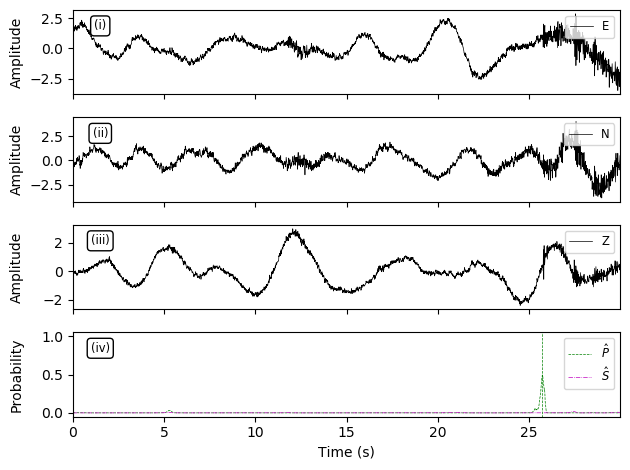 (i)
E
Amplitude
2.5
0.0
−2.5
(ii)
N
Amplitude
2.5
0.0
−2.5
(iii)
Z
Amplitude
2
0
−2
(iv)
P̂
Ŝ
Probability
1.0
0.5
0.0
0 5 10 15 20 25
Time (s)